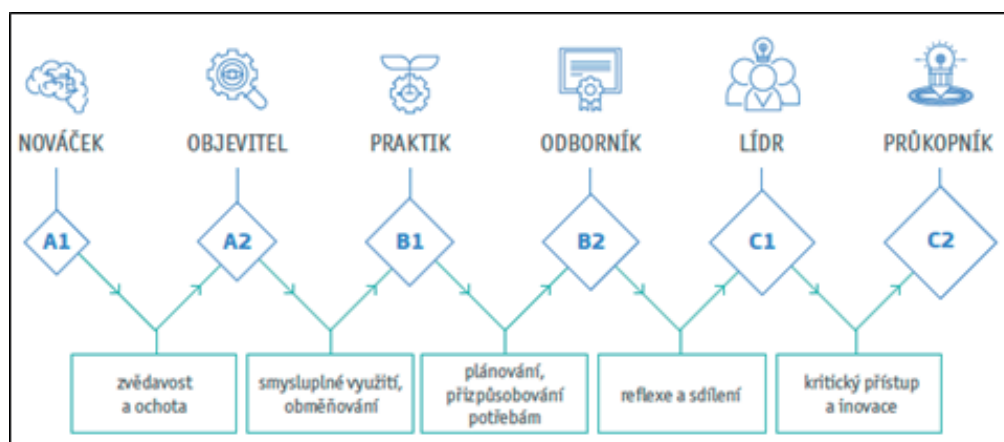 NOVÁČEK OBJEVITEL PRAKTIK ODBORNÍK LÍDR PRŮKOPNÍK
A1 A2 B1 B2 C1 C2
zvědavost
a ochota
smysluplné využití,
obměňování
plánování,
přizpůsobování
potřebám
reflexe a sdílení
kritický přístup
a inovace